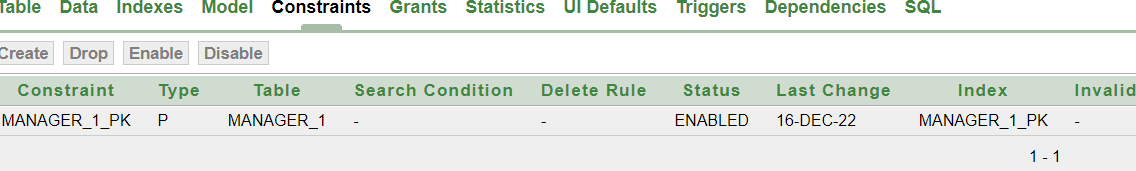 Table Data Indexes Model Constraints Grants Statistics UI Defaults Triggers Dependencies SQL
Create Drop Enable Disable
Constraint Type Table Search Condition Delete Rule Status Last Change Index Invalid
MANAGER_1_PK P MANAGER_1 - - ENABLED 16-DEC-22 MANAGER_1_PK -
1 - 1